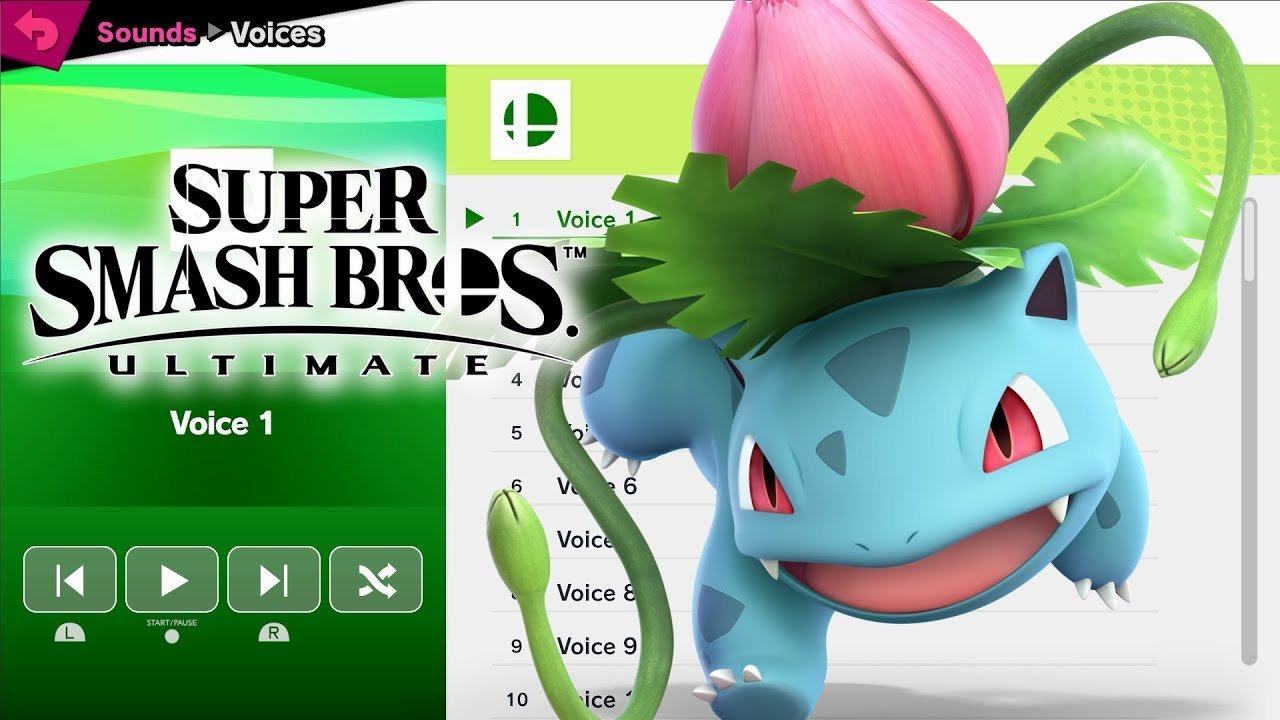 Sounds ▶ Voices
SUPER
SMASH BROS.™
ULTIMATE
Voice 1
L
START/PAUSE
R
1 Voice 1
4
5
6 Voice 6
Voice
8 Voice 8
9 Voice 9
10